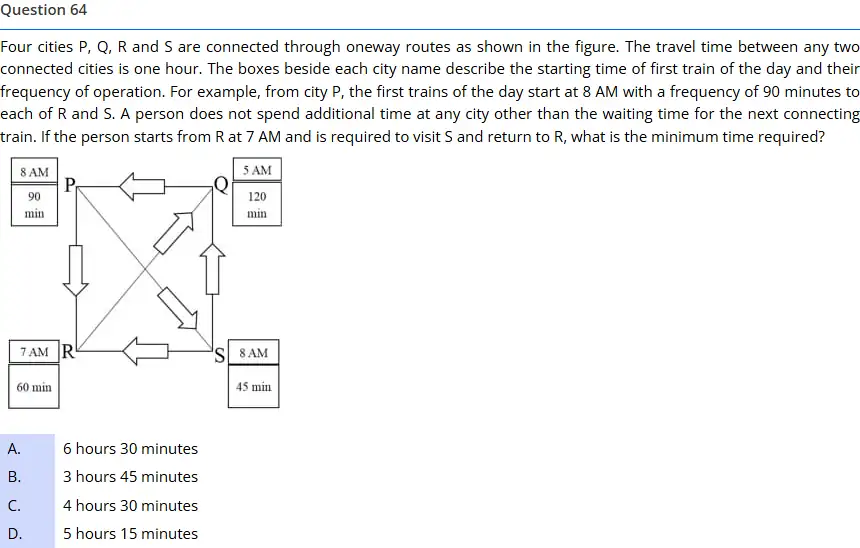 Question 64
Four cities P, Q, R and S are connected through oneway routes as shown in the figure. The travel time between any two
connected cities is one hour. The boxes beside each city name describe the starting time of first train of the day and their
frequency of operation. For example, from city P, the first trains of the day start at 8 AM with a frequency of 90 minutes to
each of R and S. A person does not spend additional time at any city other than the waiting time for the next connecting
train. If the person starts from R at 7 AM and is required to visit S and return to R, what is the minimum time required?
8 AM
90
min
P
Q
5 AM
120
min
7 AM
60 min
R
S
8 AM
45 min
A. 6 hours 30 minutes
B. 3 hours 45 minutes
C. 4 hours 30 minutes
D. 5 hours 15 minutes